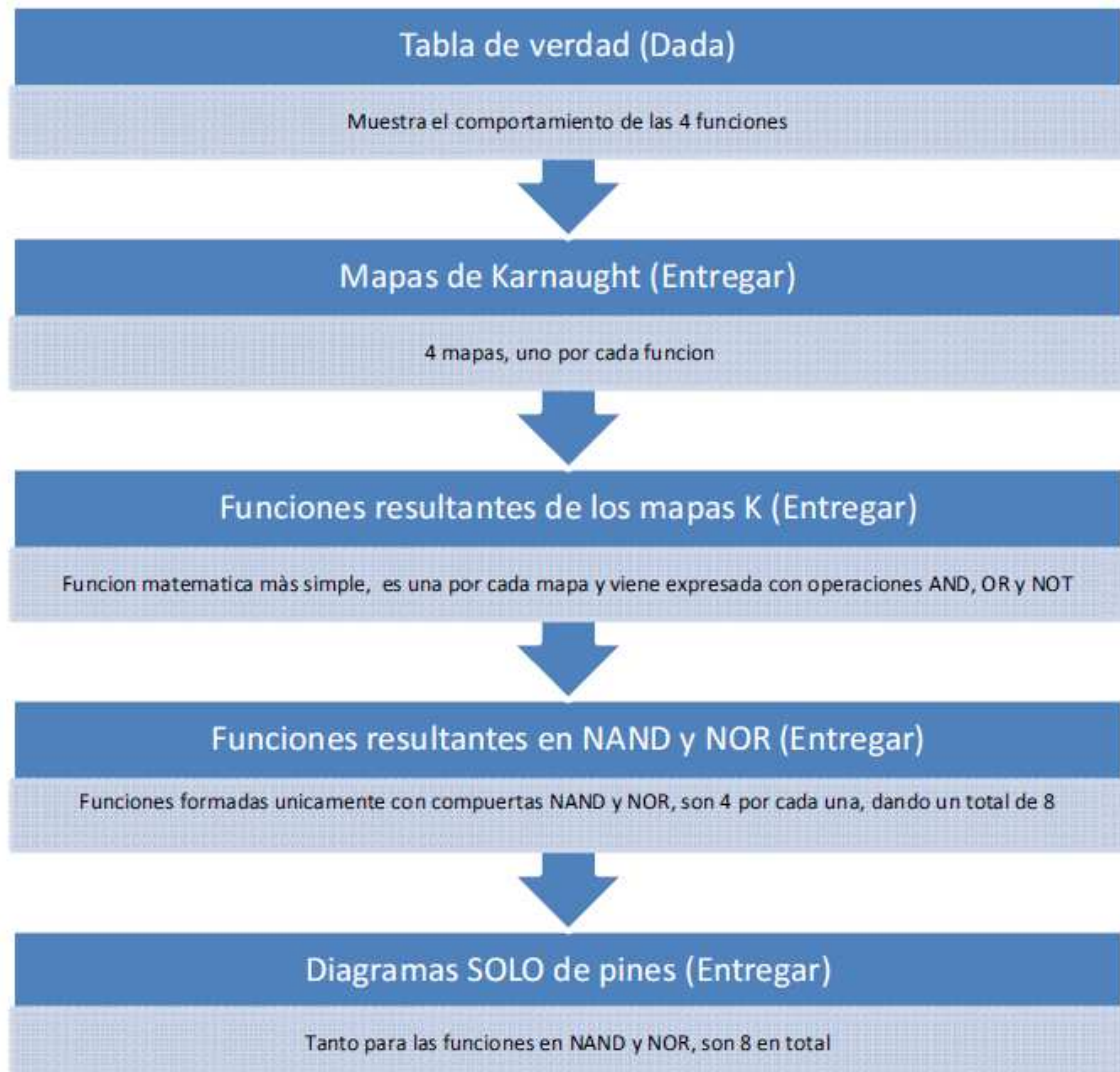 Tabla de verdad (Dada)
Muestra el comportamiento de las 4 funciones
Mapas de Karnaught (Entregar)
4 mapas, uno por cada funcion
Funciones resultantes de los mapas K (Entregar)
Funcion matematica màs simple, es una por cada mapa y viene expresada con operaciones AND, OR y NOT
Funciones resultantes en NAND y NOR (Entregar)
Funciones formadas unicamente con compuertas NAND y NOR, son 4 por cada una, dando un total de 8
Diagramas SOLO de pines (Entregar)
Tanto para las funciones en NAND y NOR, son 8 en total